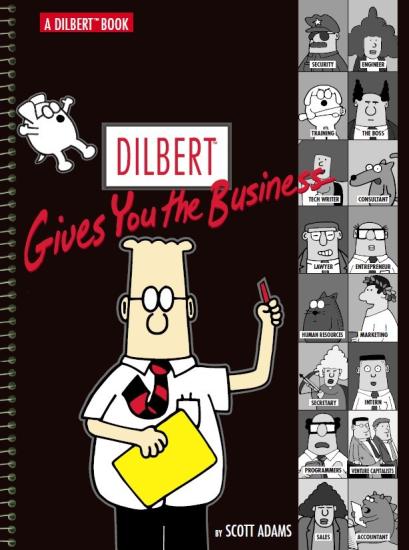 A DILBERT™ BOOK
DILBERT™
Gives You the Business
SECURITY
ENGINEER
TRAINING
THE BOSS
TECH WRITER
CONSULTANT
LAWYER
ENTREPRENEUR
HUMAN RESOURCES
MARKETING
SECRETARY
INTERN
PROGRAMMERS
VENTURE CAPITALISTS
SALES
ACCOUNTANT
BY SCOTT ADAMS